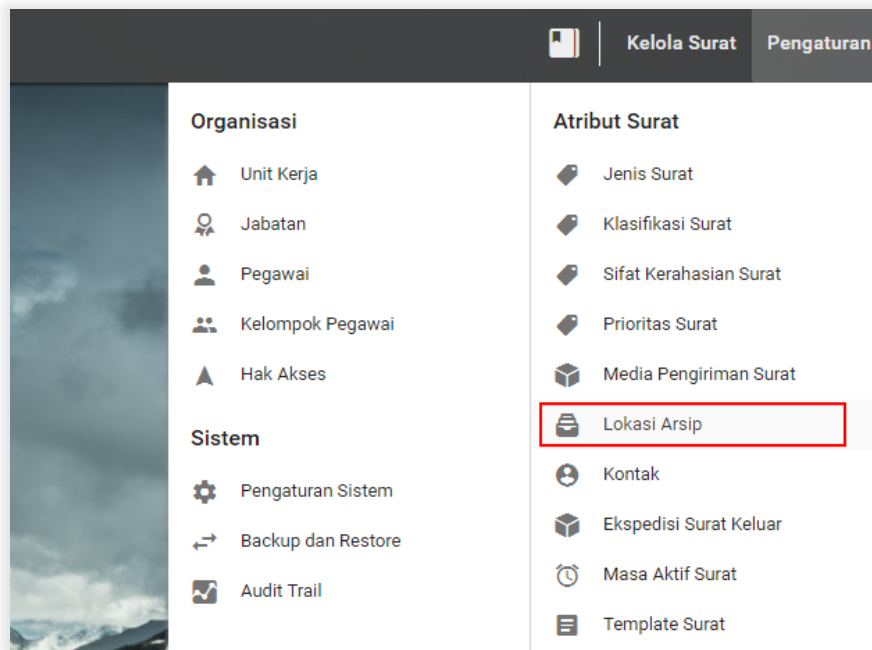 Kelola Surat
Pengaturan
Organisasi
Unit Kerja
Jabatan
Pegawai
Kelompok Pegawai
Hak Akses
Sistem
Pengaturan Sistem
Backup dan Restore
Audit Trail
Atribut Surat
Jenis Surat
Klasifikasi Surat
Sifat Kerahasian Surat
Prioritas Surat
Media Pengiriman Surat
Lokasi Arsip
Kontak
Ekspedisi Surat Keluar
Masa Aktif Surat
Template Surat